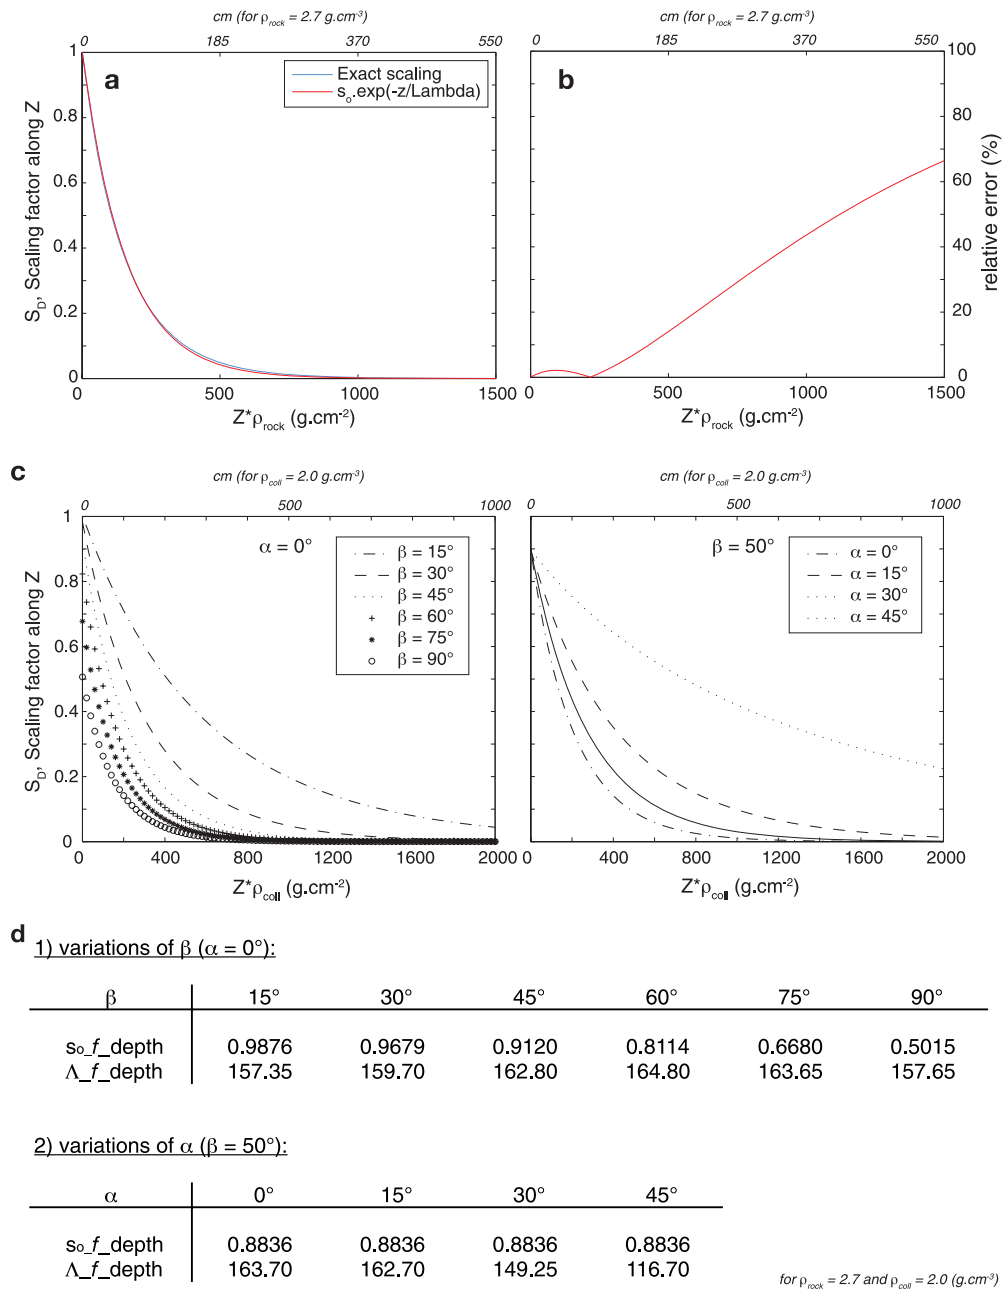 cm (for ρrock = 2.7 g.cm-3)
0 185 370 550
1
0.8
0.6
0.4
0.2
0
SD, Scaling factor along Z
a
Exact scaling
so.exp(-z/Lambda)
0 500 1000 1500
Z*ρrock (g.cm-2)
cm (for ρrock = 2.7 g.cm-3)
0 185 370 550
b
100
80
60
40
20
0
relative error (%)
0 500 1000 1500
Z*ρrock (g.cm-2)
c
cm (for ρcoll = 2.0 g.cm-3)
0 500 1000
1
0.8
0.6
0.4
0.2
0
SD, Scaling factor along Z
α = 0°
β = 15°
β = 30°
β = 45°
β = 60°
β = 75°
β = 90°
0 400 800 1200 1600 2000
Z*ρcoll (g.cm-2)
cm (for ρcoll = 2.0 g.cm-3)
0 500 1000
β = 50°
α = 0°
α = 15°
α = 30°
α = 45°
0 400 800 1200 1600 2000
Z*ρcoll (g.cm-2)
d
1) variations of β (α = 0°):
β 15° 30° 45° 60° 75° 90°
so_f_depth 0.9876 0.9679 0.9120 0.8114 0.6680 0.5015
Λ_f_depth 157.35 159.70 162.80 164.80 163.65 157.65
2) variations of α (β = 50°):
α 0° 15° 30° 45°
so_f_depth 0.8836 0.8836 0.8836 0.8836
Λ_f_depth 163.70 162.70 149.25 116.70
for ρrock = 2.7 and ρcoll = 2.0 (g.cm-3)